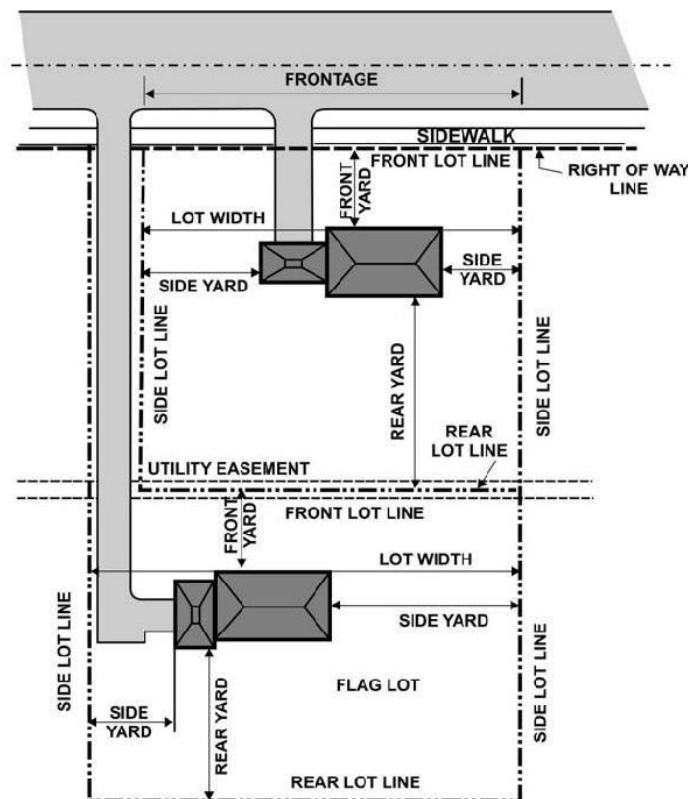 FRONTAGE
SIDEWALK
FRONT LOT LINE
RIGHT OF WAY
LINE
FRONT
YARD
LOT WIDTH
SIDE YARD
SIDE
YARD
SIDE LOT LINE
SIDE LOT LINE
REAR YARD
REAR
LOT LINE
UTILITY EASEMENT
FRONT LOT LINE
FRONT
YARD
LOT WIDTH
SIDE YARD
SIDE LOT LINE
SIDE LOT LINE
FLAG LOT
SIDE
YARD
REAR YARD
REAR LOT LINE